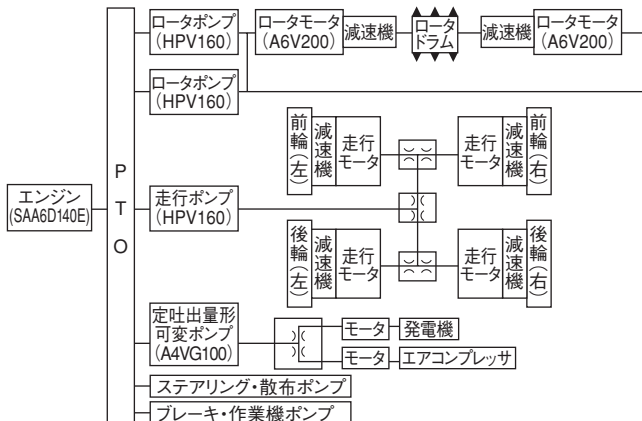 ロータポンプ
(HPV160)
ロータモータ
(A6V200)
減速機
ロータ
ドラム
減速機
ロータモータ
(A6V200)
ロータポンプ
(HPV160)
前輪(左)
減速機
走行
モータ
走行
モータ
減速機
前輪(右)
PTO
エンジン
(SAA6D140E)
走行ポンプ
(HPV160)
後輪(左)
減速機
走行
モータ
走行
モータ
減速機
後輪(右)
定吐出量形
可変ポンプ
(A4VG100)
モータ
発電機
モータ
エアコンプレッサ
ステアリング・散布ポンプ
ブレーキ・作業機ポンプ